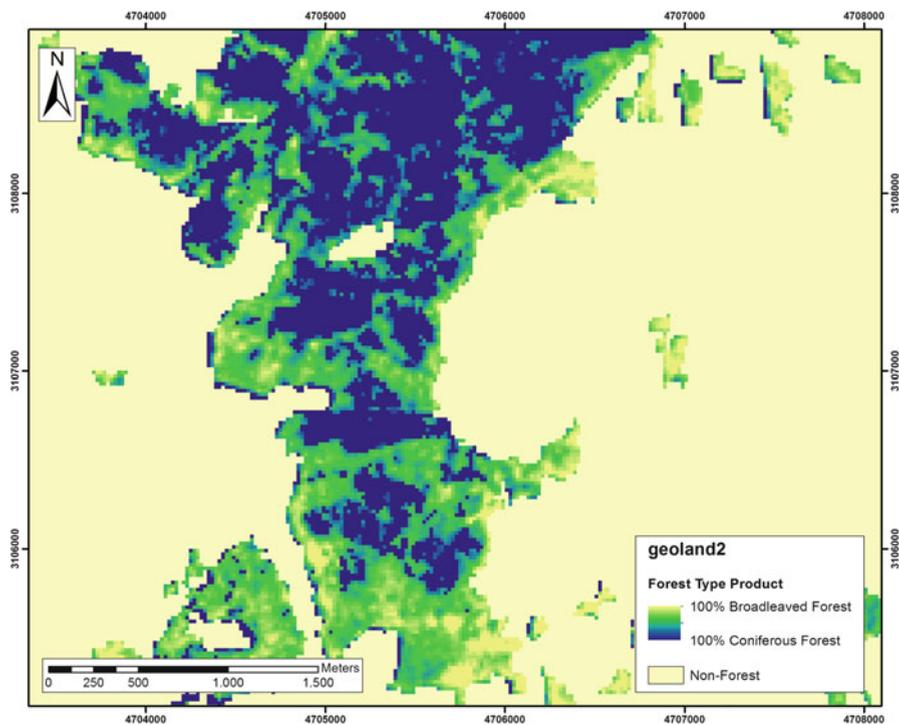 4704000 4705000 4706000 4707000 4708000
N
3108000 3108000
3107000 3107000
3106000 3106000
geoland2
Forest Type Product
100% Broadleaved Forest
100% Coniferous Forest
Non-Forest
Meters
0 250 500 1.000 1.500
4704000 4705000 4706000 4707000 4708000